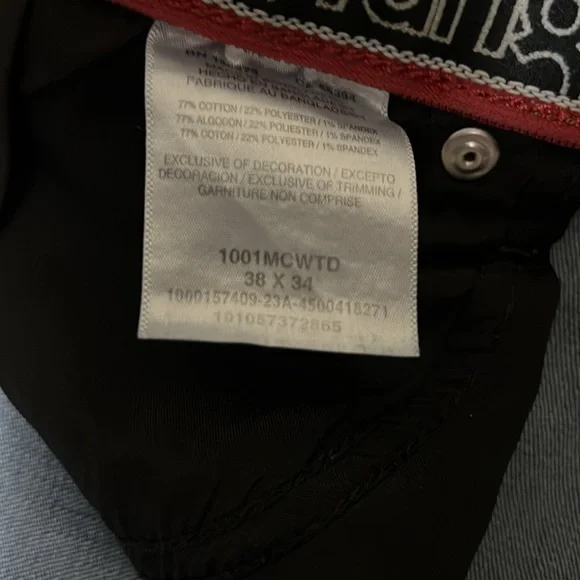 HECHO
FABRIQUE AU BANGLADESH
77% COTTON / 22% POLYESTER / 1% SPANDEX
77% ALGODON / 22% POLIESTER / 1% SPANDEX
77% COTON / 22% POLYESTER / 1% SPANDEX
EXCLUSIVE OF DECORATION / EXCEPTO
DECORACION / EXCLUSIVE OF TRIMMING /
GARNITURE NON COMPRISE
1001MCWTD
38 X 34
1000157409-23A-4500418271
101057372865